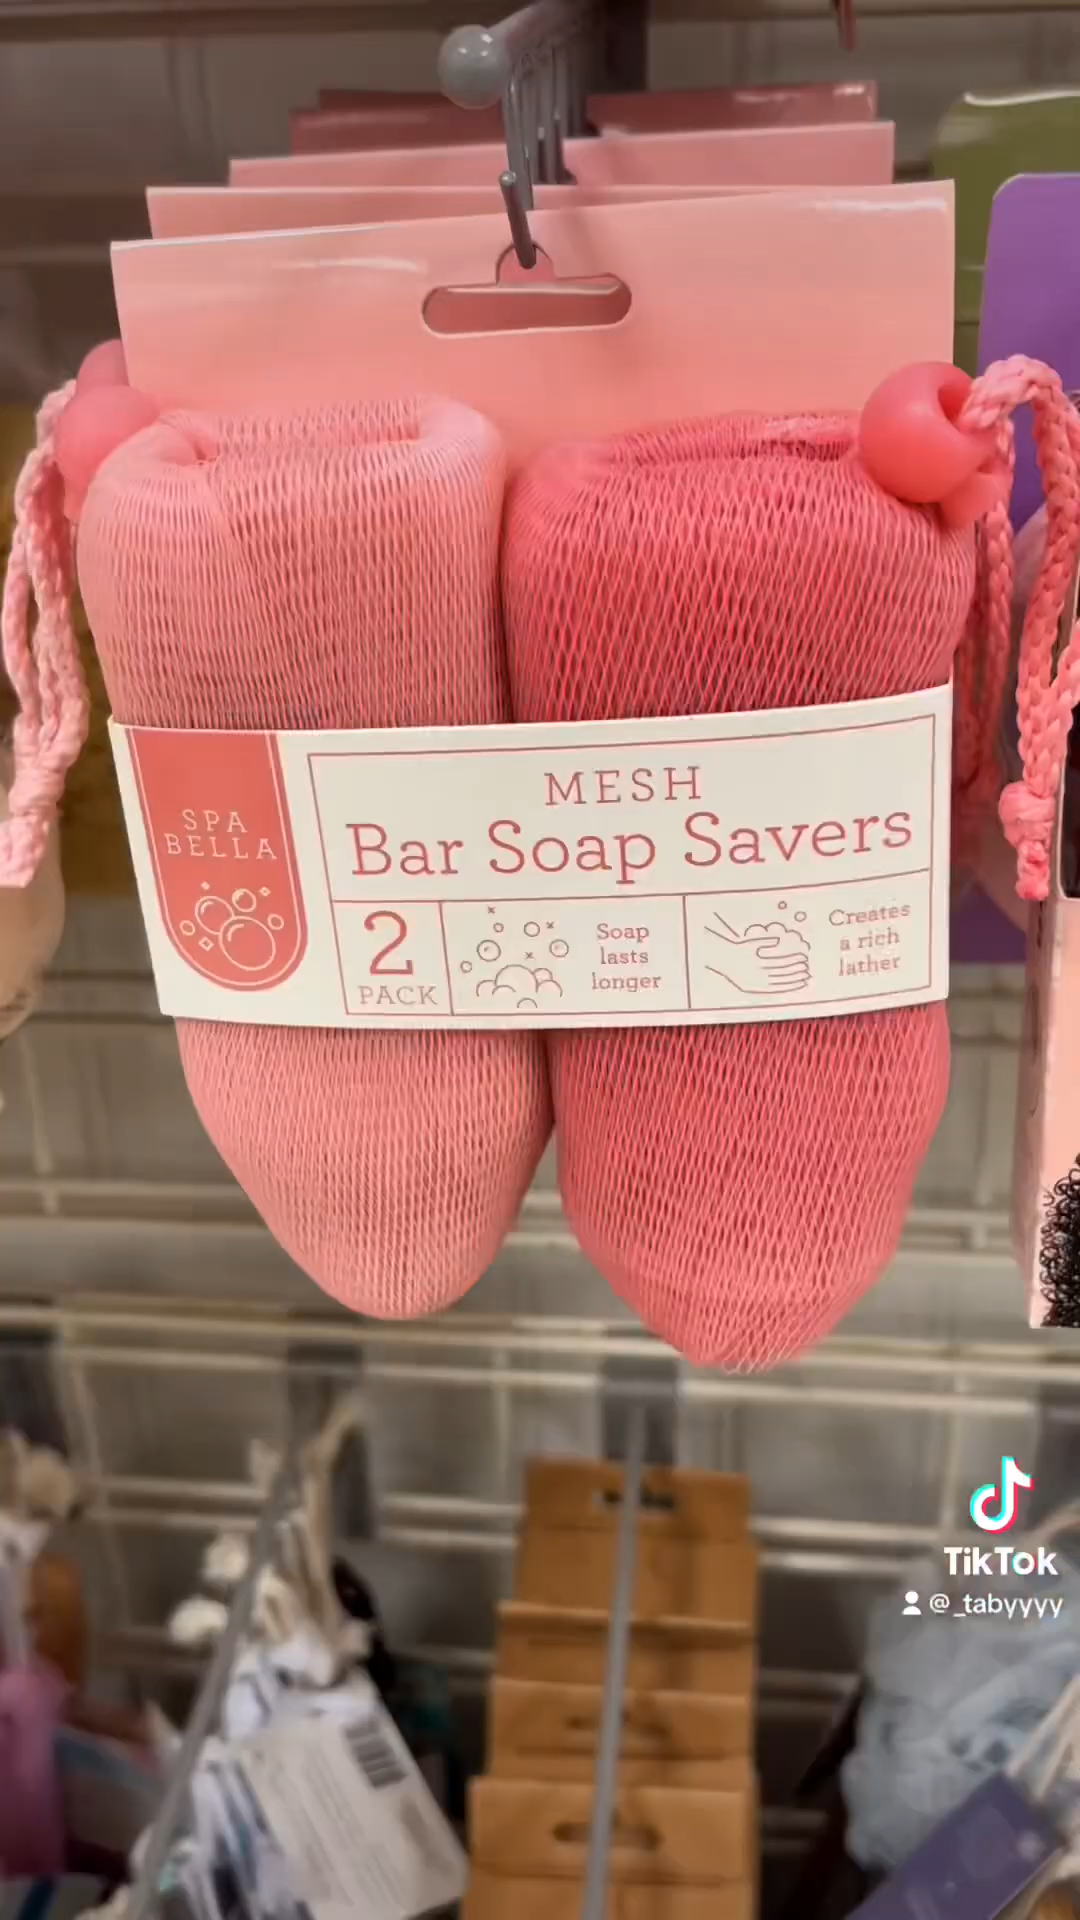 MESH
Bar Soap Savers
SPA
BELLA
2
PACK
Soap
lasts
longer
Creates
a rich
lather
TikTok
@_tabyyyy